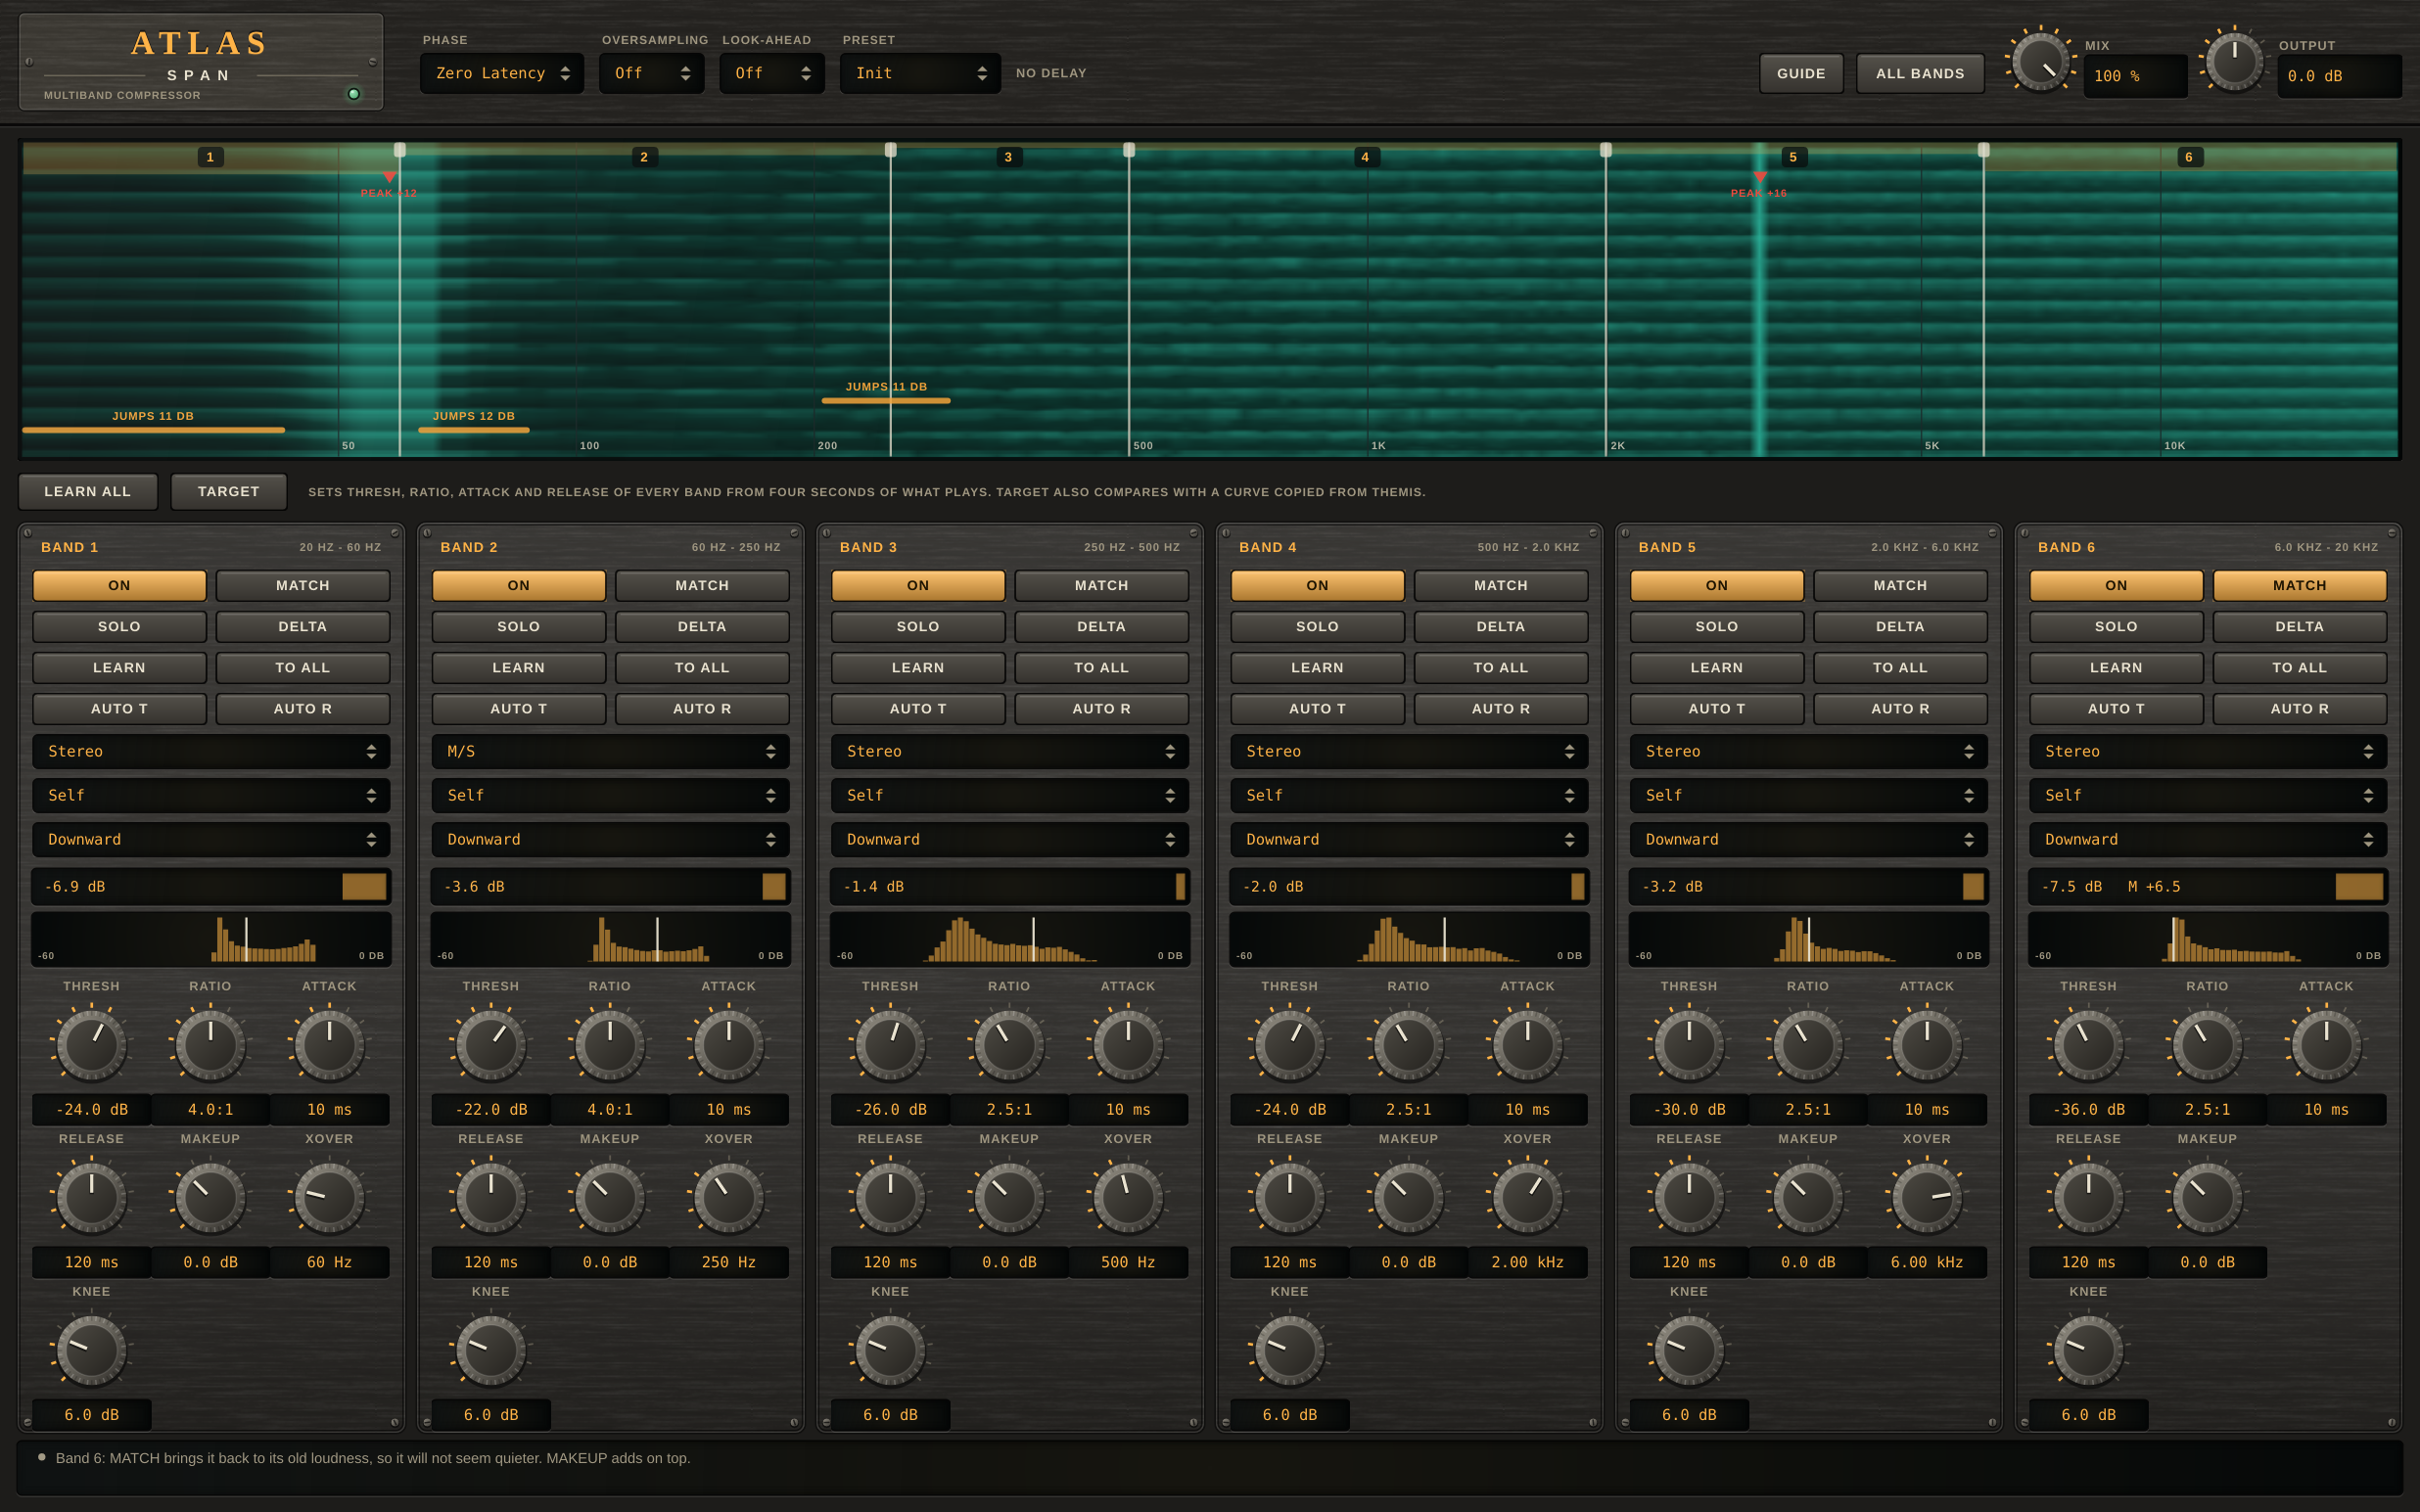 ATLAS
SPAN
MULTIBAND COMPRESSOR
PHASE OVERSAMPLING LOOK-AHEAD PRESET
Zero Latency Off Off Init NO DELAY
GUIDE ALL BANDS
MIX OUTPUT
100 % 0.0 dB
1 2 3 4 5 6
PEAK +12 PEAK +16
JUMPS 11 DB
JUMPS 11 DB JUMPS 12 DB
50 100 200 500 1K 2K 5K 10K
LEARN ALL TARGET SETS THRESH, RATIO, ATTACK AND RELEASE OF EVERY BAND FROM FOUR SECONDS OF WHAT PLAYS. TARGET ALSO COMPARES WITH A CURVE COPIED FROM THEMIS.
BAND 1 20 HZ - 60 HZ BAND 2 60 HZ - 250 HZ BAND 3 250 HZ - 500 HZ BAND 4 500 HZ - 2.0 KHZ BAND 5 2.0 KHZ - 6.0 KHZ BAND 6 6.0 KHZ - 20 KHZ
ON MATCH ON MATCH ON MATCH ON MATCH ON MATCH ON MATCH
SOLO DELTA SOLO DELTA SOLO DELTA SOLO DELTA SOLO DELTA SOLO DELTA
LEARN TO ALL LEARN TO ALL LEARN TO ALL LEARN TO ALL LEARN TO ALL LEARN TO ALL
AUTO T AUTO R AUTO T AUTO R AUTO T AUTO R AUTO T AUTO R AUTO T AUTO R AUTO T AUTO R
Stereo M/S Stereo Stereo Stereo Stereo
Self Self Self Self Self Self
Downward Downward Downward Downward Downward Downward
-6.9 dB -3.6 dB -1.4 dB -2.0 dB -3.2 dB -7.5 dB M +6.5
-60 0 DB -60 0 DB -60 0 DB -60 0 DB -60 0 DB -60 0 DB
THRESH RATIO ATTACK THRESH RATIO ATTACK THRESH RATIO ATTACK THRESH RATIO ATTACK THRESH RATIO ATTACK THRESH RATIO ATTACK
-24.0 dB 4.0:1 10 ms -22.0 dB 4.0:1 10 ms -26.0 dB 2.5:1 10 ms -24.0 dB 2.5:1 10 ms -30.0 dB 2.5:1 10 ms -36.0 dB 2.5:1 10 ms
RELEASE MAKEUP XOVER RELEASE MAKEUP XOVER RELEASE MAKEUP XOVER RELEASE MAKEUP XOVER RELEASE MAKEUP XOVER RELEASE MAKEUP
120 ms 0.0 dB 60 Hz 120 ms 0.0 dB 250 Hz 120 ms 0.0 dB 500 Hz 120 ms 0.0 dB 2.00 kHz 120 ms 0.0 dB 6.00 kHz 120 ms 0.0 dB
KNEE KNEE KNEE KNEE KNEE KNEE
6.0 dB 6.0 dB 6.0 dB 6.0 dB 6.0 dB 6.0 dB
Band 6: MATCH brings it back to its old loudness, so it will not seem quieter. MAKEUP adds on top.